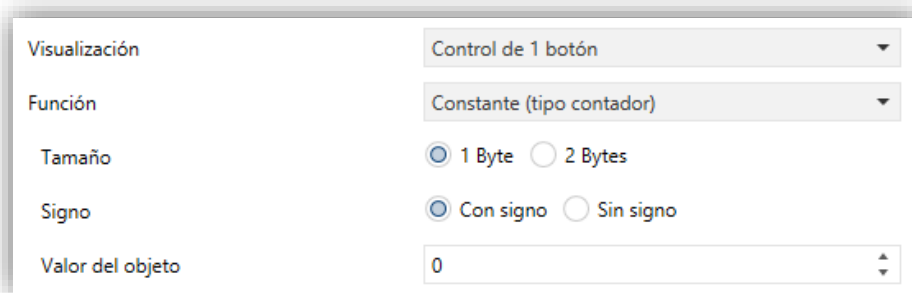 Visualización Control de 1 botón
Función Constante (tipo contador)
Tamaño 1 Byte 2 Bytes
Signo Con signo Sin signo
Valor del objeto 0